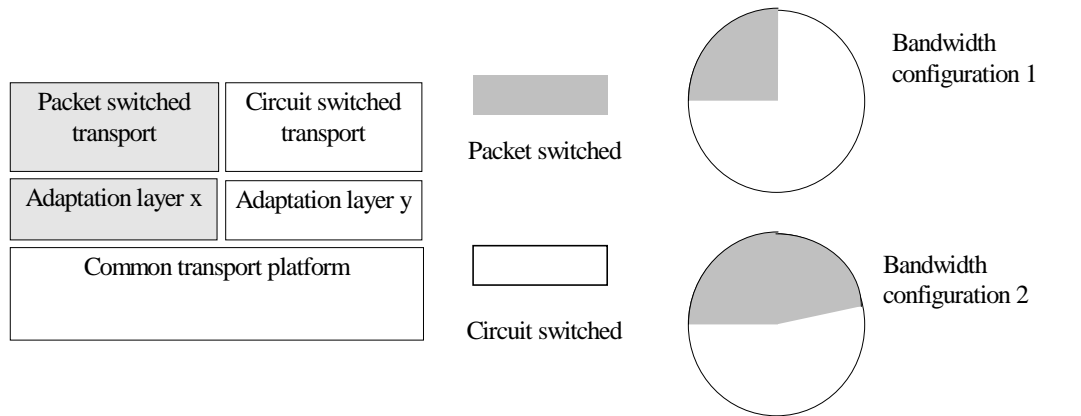 Packet switched
transport
Circuit switched
transport
Adaptation layer x
Adaptation layer y
Common transport platform
Packet switched
Circuit switched
Bandwidth
configuration 1
Bandwidth
configuration 2